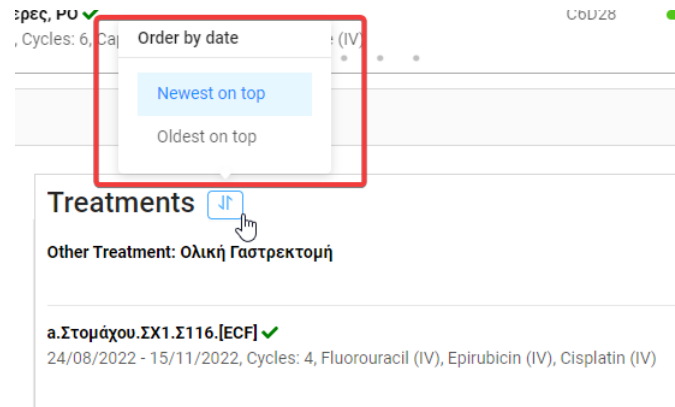 ερες, PO
C6D28
, Cycles: 6, Ca
(IV)
Order by date
Newest on top
Oldest on top
Treatments
Other Treatment: Ολική Γαστρεκτομή
a.Στομάχου.ΣΧ1.Σ116.[ECF]
24/08/2022 - 15/11/2022, Cycles: 4, Fluorouracil (IV), Epirubicin (IV), Cisplatin (IV)